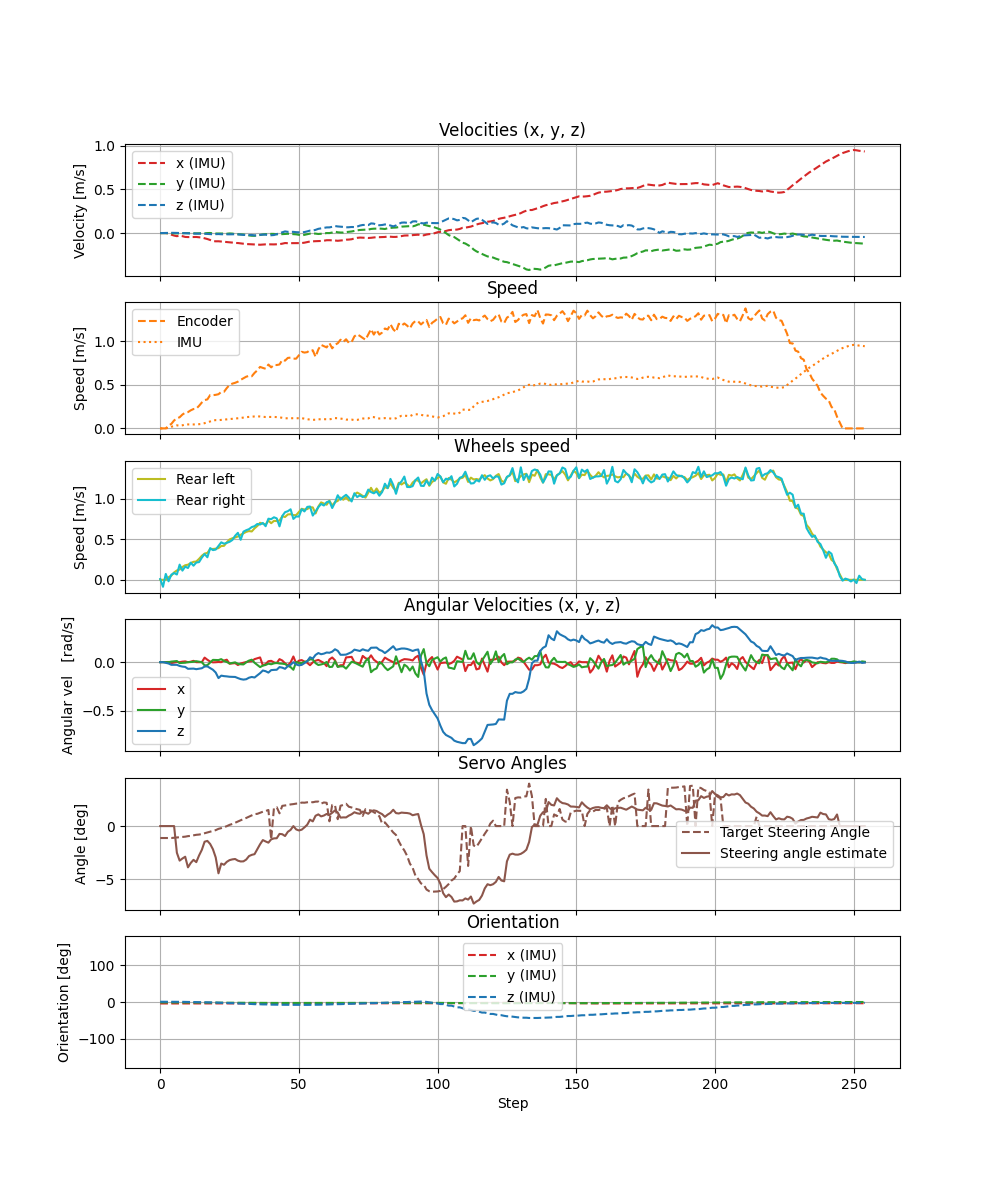 Velocities (x, y, z)
Velocity [m/s]
1.0
0.5
0.0
x (IMU)
y (IMU)
z (IMU)
Speed
Speed [m/s]
1.0
0.5
0.0
Encoder
IMU
Wheels speed
Speed [m/s]
1.0
0.5
0.0
Rear left
Rear right
Angular Velocities (x, y, z)
Angular vel [rad/s]
0.0
−0.5
x
y
z
Servo Angles
Angle [deg]
0
−5
Target Steering Angle
Steering angle estimate
Orientation
Orientation [deg]
100
0
−100
x (IMU)
y (IMU)
z (IMU)
0 50 100 150 200 250
Step